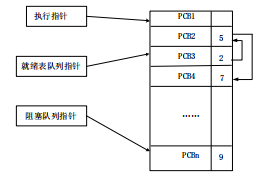 执行指针
就绪表队列指针
阻塞队列指针
PCB1
PCB2 5
PCB3 2
PCB4 7
……
PCBn 9